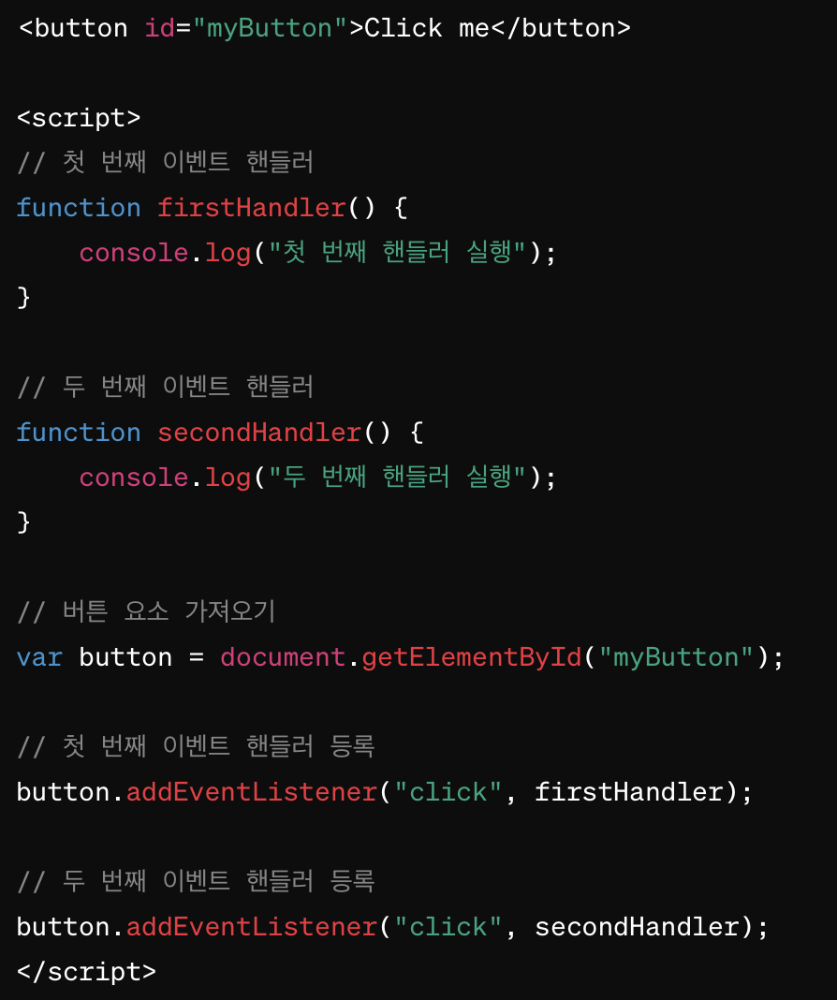 <button id="myButton">Click me</button>
<script>
// 첫 번째 이벤트 핸들러
function firstHandler() {
    console.log("첫 번째 핸들러 실행");
}
// 두 번째 이벤트 핸들러
function secondHandler() {
    console.log("두 번째 핸들러 실행");
}
// 버튼 요소 가져오기
var button = document.getElementById("myButton");
// 첫 번째 이벤트 핸들러 등록
button.addEventListener("click", firstHandler);
// 두 번째 이벤트 핸들러 등록
button.addEventListener("click", secondHandler);
</script>